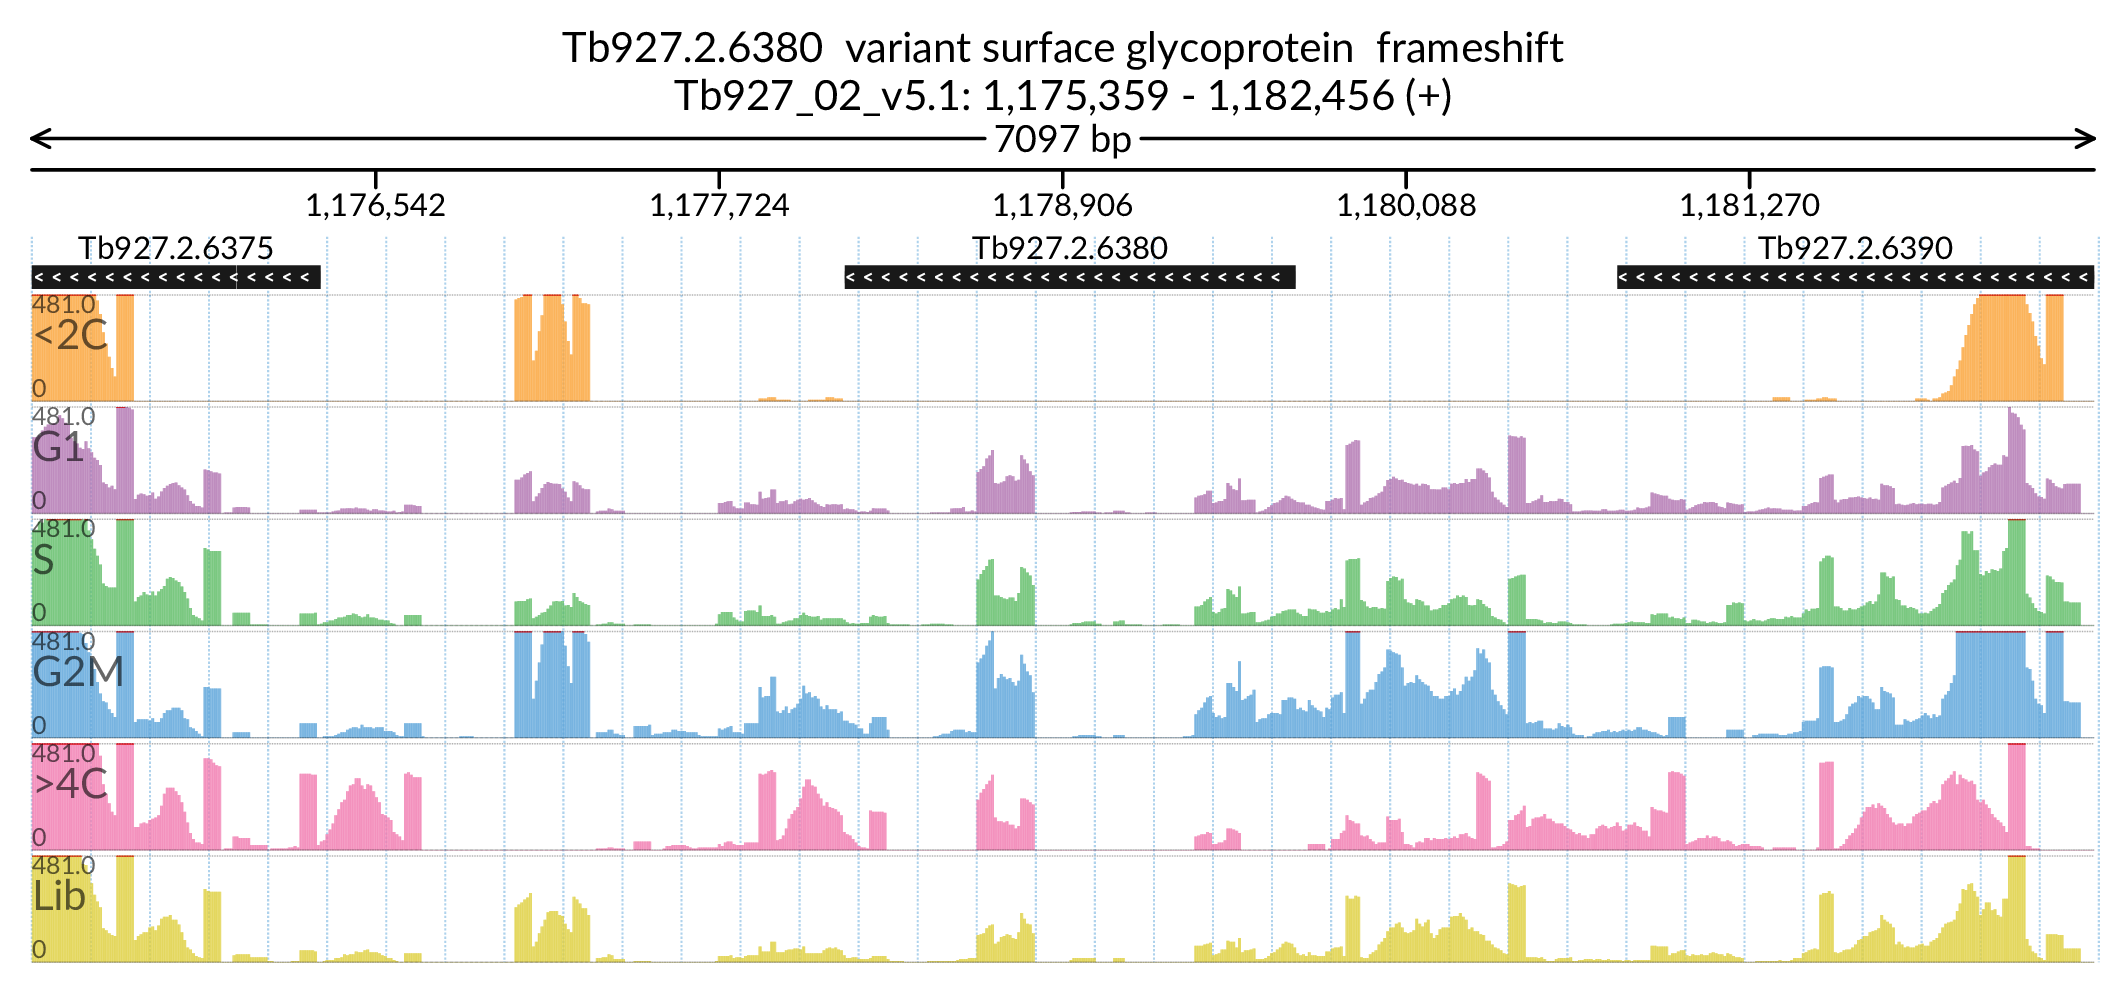 Tb927.2.6380 variant surface glycoprotein frameshift
Tb927_02_v5.1: 1,175,359 - 1,182,456 (+)
7097 bp
1,176,542 1,177,724 1,178,906 1,180,088 1,181,270
Tb927.2.6375 Tb927.2.6380 Tb927.2.6390
481.0
<2C
0
481.0
G1
0
481.0
S
0
481.0
G2M
0
481.0
>4C
0
481.0
Lib
0